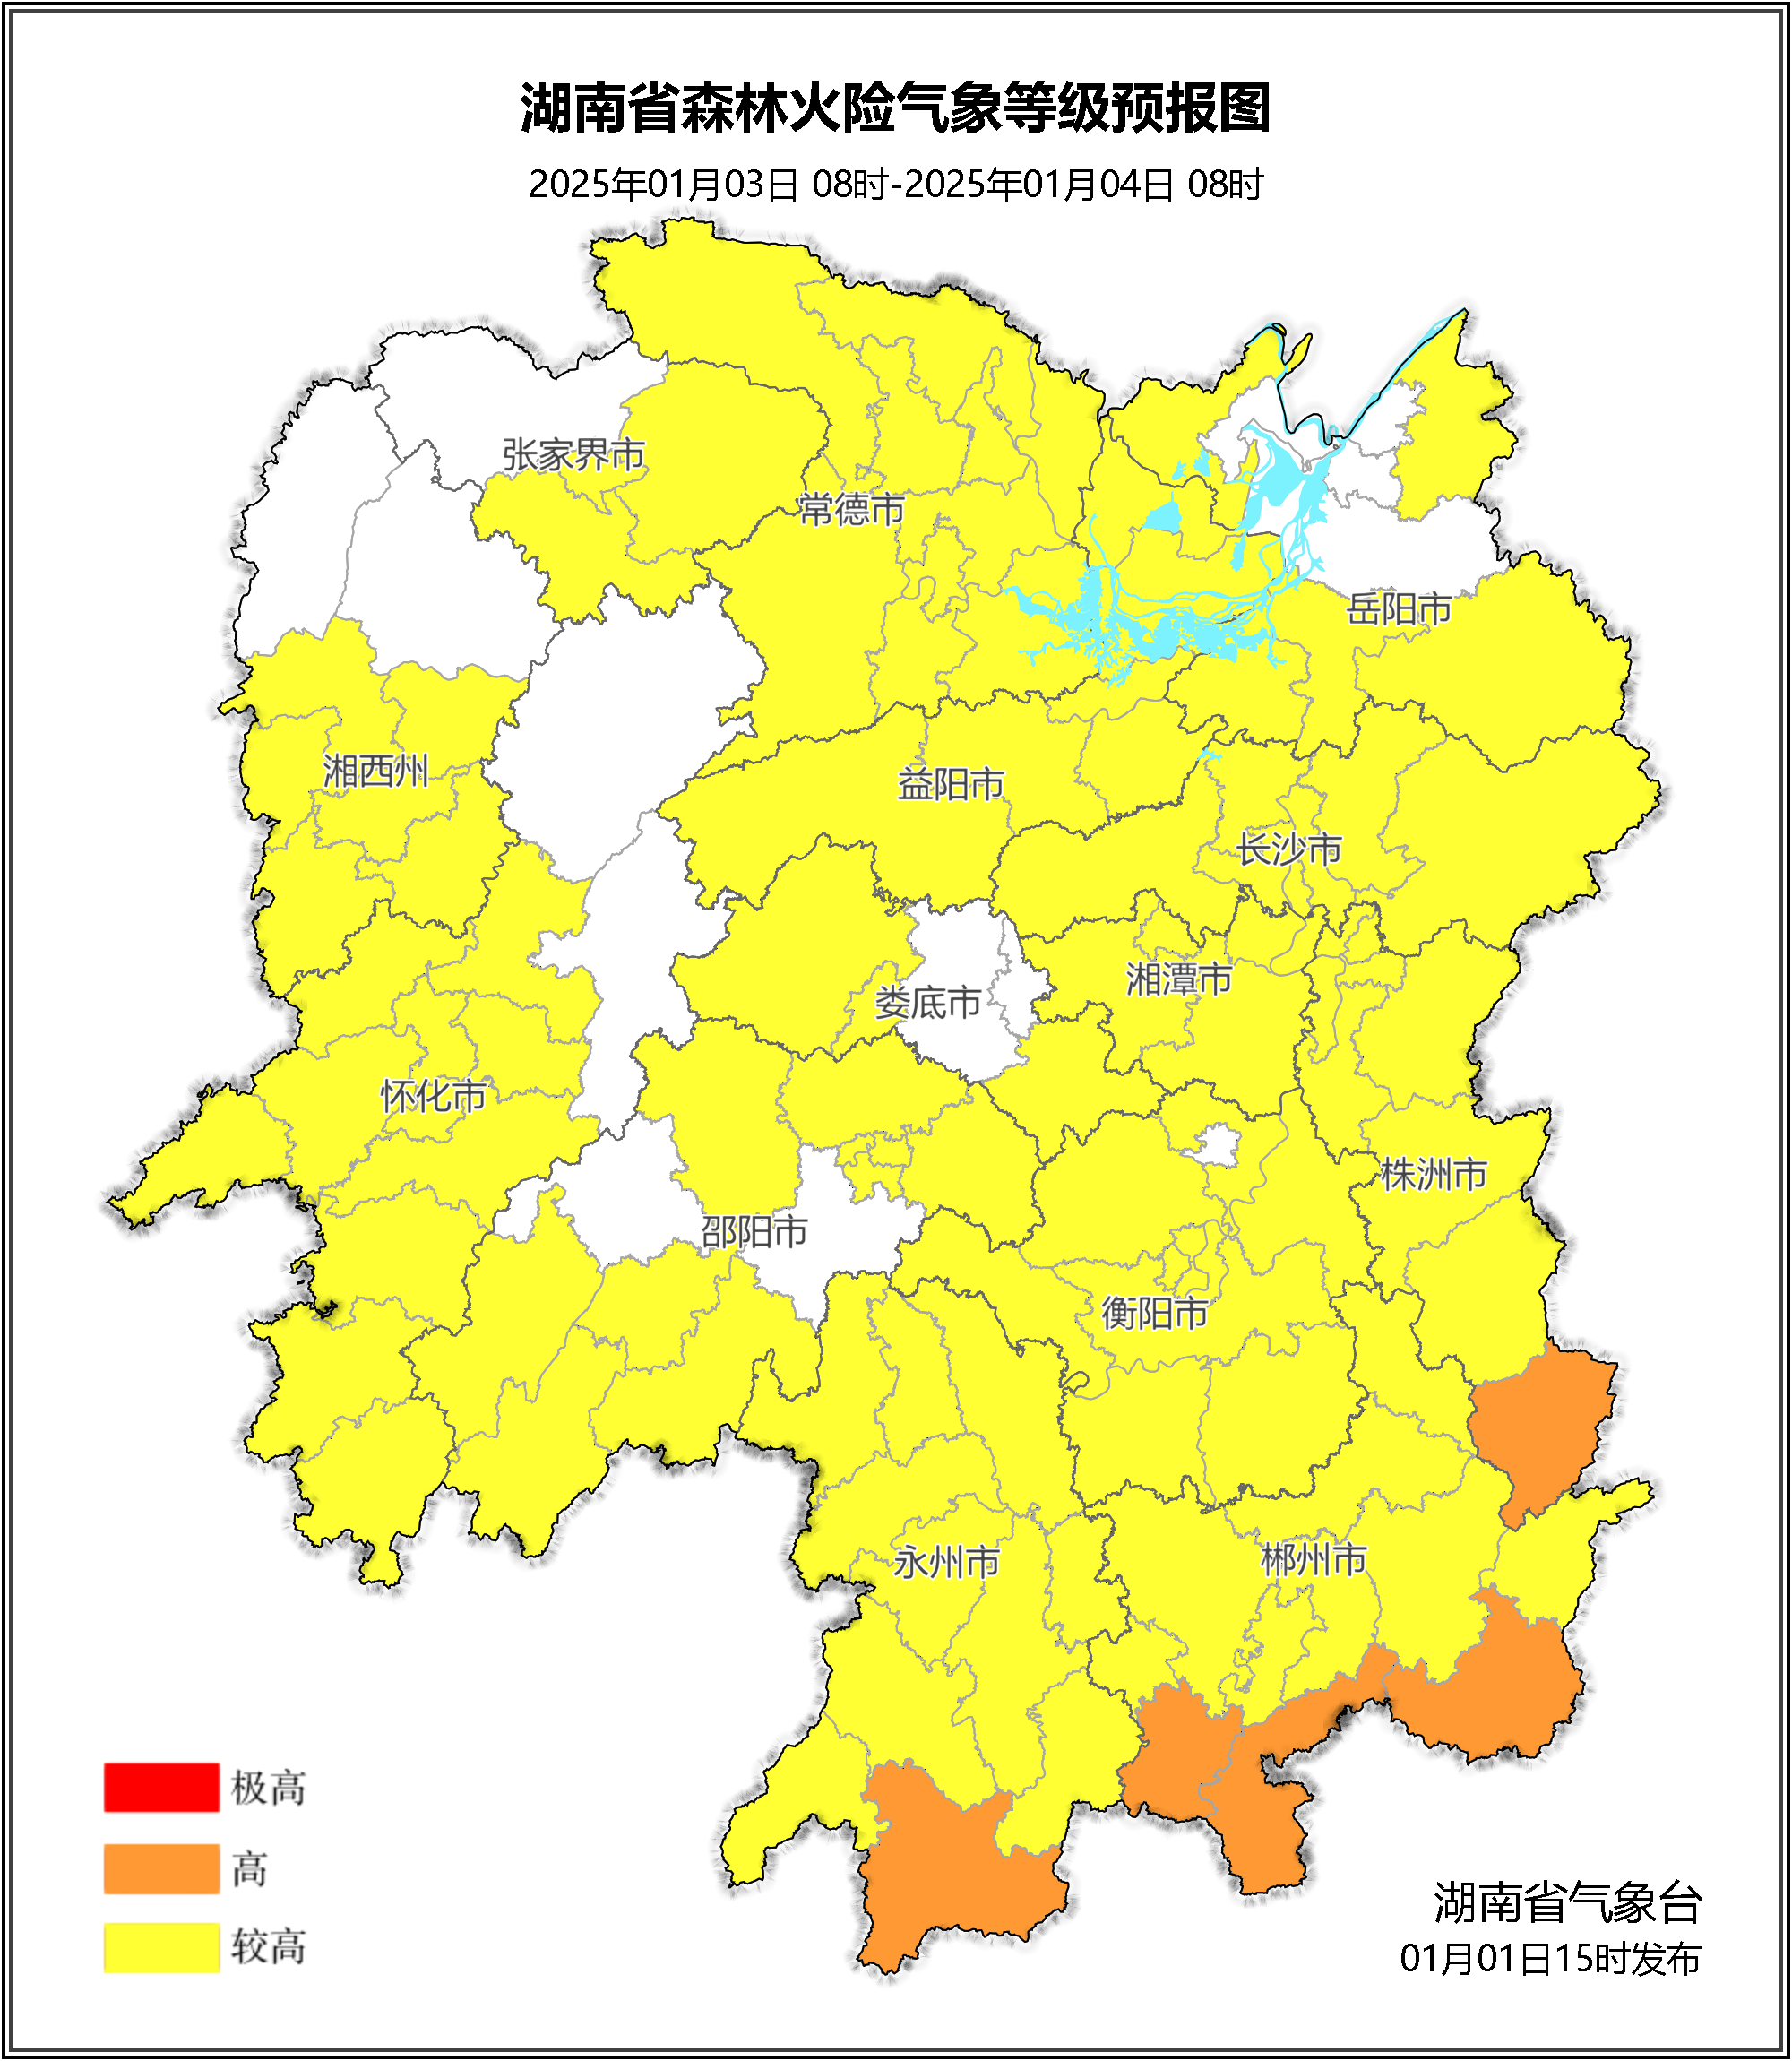 湖南省森林火险气象等级预报图
2025年01月03日 08时-2025年01月04日 08时
张家界市
常德市
岳阳市
湘西州
益阳市
长沙市
湘潭市
娄底市
怀化市
株洲市
邵阳市
衡阳市
永州市
郴州市
极高
高
较高
湖南省气象台
01月01日15时发布